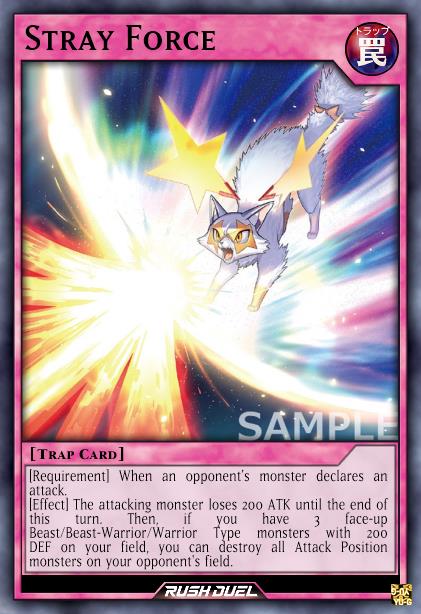 Stray Force
トラップ
罠
SAMPLE
[Trap Card]
[Requirement] When an opponent's monster declares an
attack.
[Effect] The attacking monster loses 200 ATK until the end of
this turn. Then, if you have 3 face-up
Beast/Beast-Warrior/Warrior Type monsters with 200
DEF on your field, you can destroy all Attack Position
monsters on your opponent's field.
RUSH DUEL